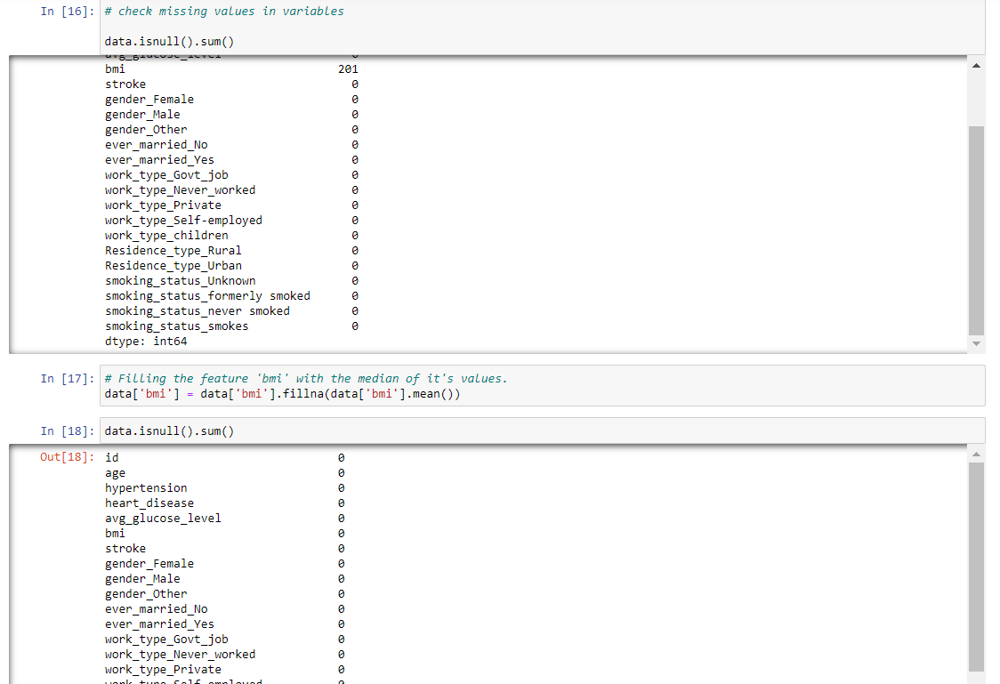 In [16]: # check missing values in variables
data.isnull().sum()
avg_glucose_level 0
bmi 201
stroke 0
gender_Female 0
gender_Male 0
gender_Other 0
ever_married_No 0
ever_married_Yes 0
work_type_Govt_job 0
work_type_Never_worked 0
work_type_Private 0
work_type_Self-employed 0
work_type_children 0
Residence_type_Rural 0
Residence_type_Urban 0
smoking_status_Unknown 0
smoking_status_formerly smoked 0
smoking_status_never smoked 0
smoking_status_smokes 0
dtype: int64
In [17]: # Filling the feature 'bmi' with the median of it's values.
data['bmi'] = data['bmi'].fillna(data['bmi'].mean())
In [18]: data.isnull().sum()
Out[18]: id 0
age 0
hypertension 0
heart_disease 0
avg_glucose_level 0
bmi 0
stroke 0
gender_Female 0
gender_Male 0
gender_Other 0
ever_married_No 0
ever_married_Yes 0
work_type_Govt_job 0
work_type_Never_worked 0
work_type_Private 0
work_type_Self-employed 0